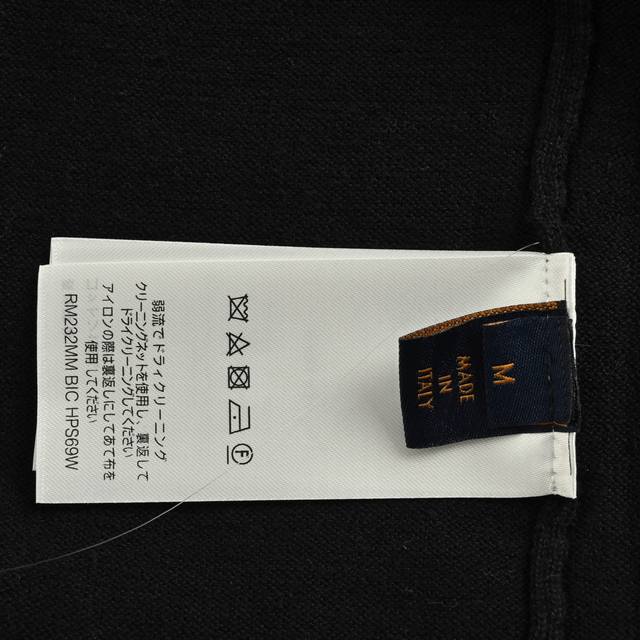 弱流でドライクリーニング
クリーニングネットを使用し、裏返して
ドライクリーニングしてください
アイロンの際は裏返しにしてあて布を
使用してください
RM232MM BIC HPS69W
F
M
MADE
IN
ITALY